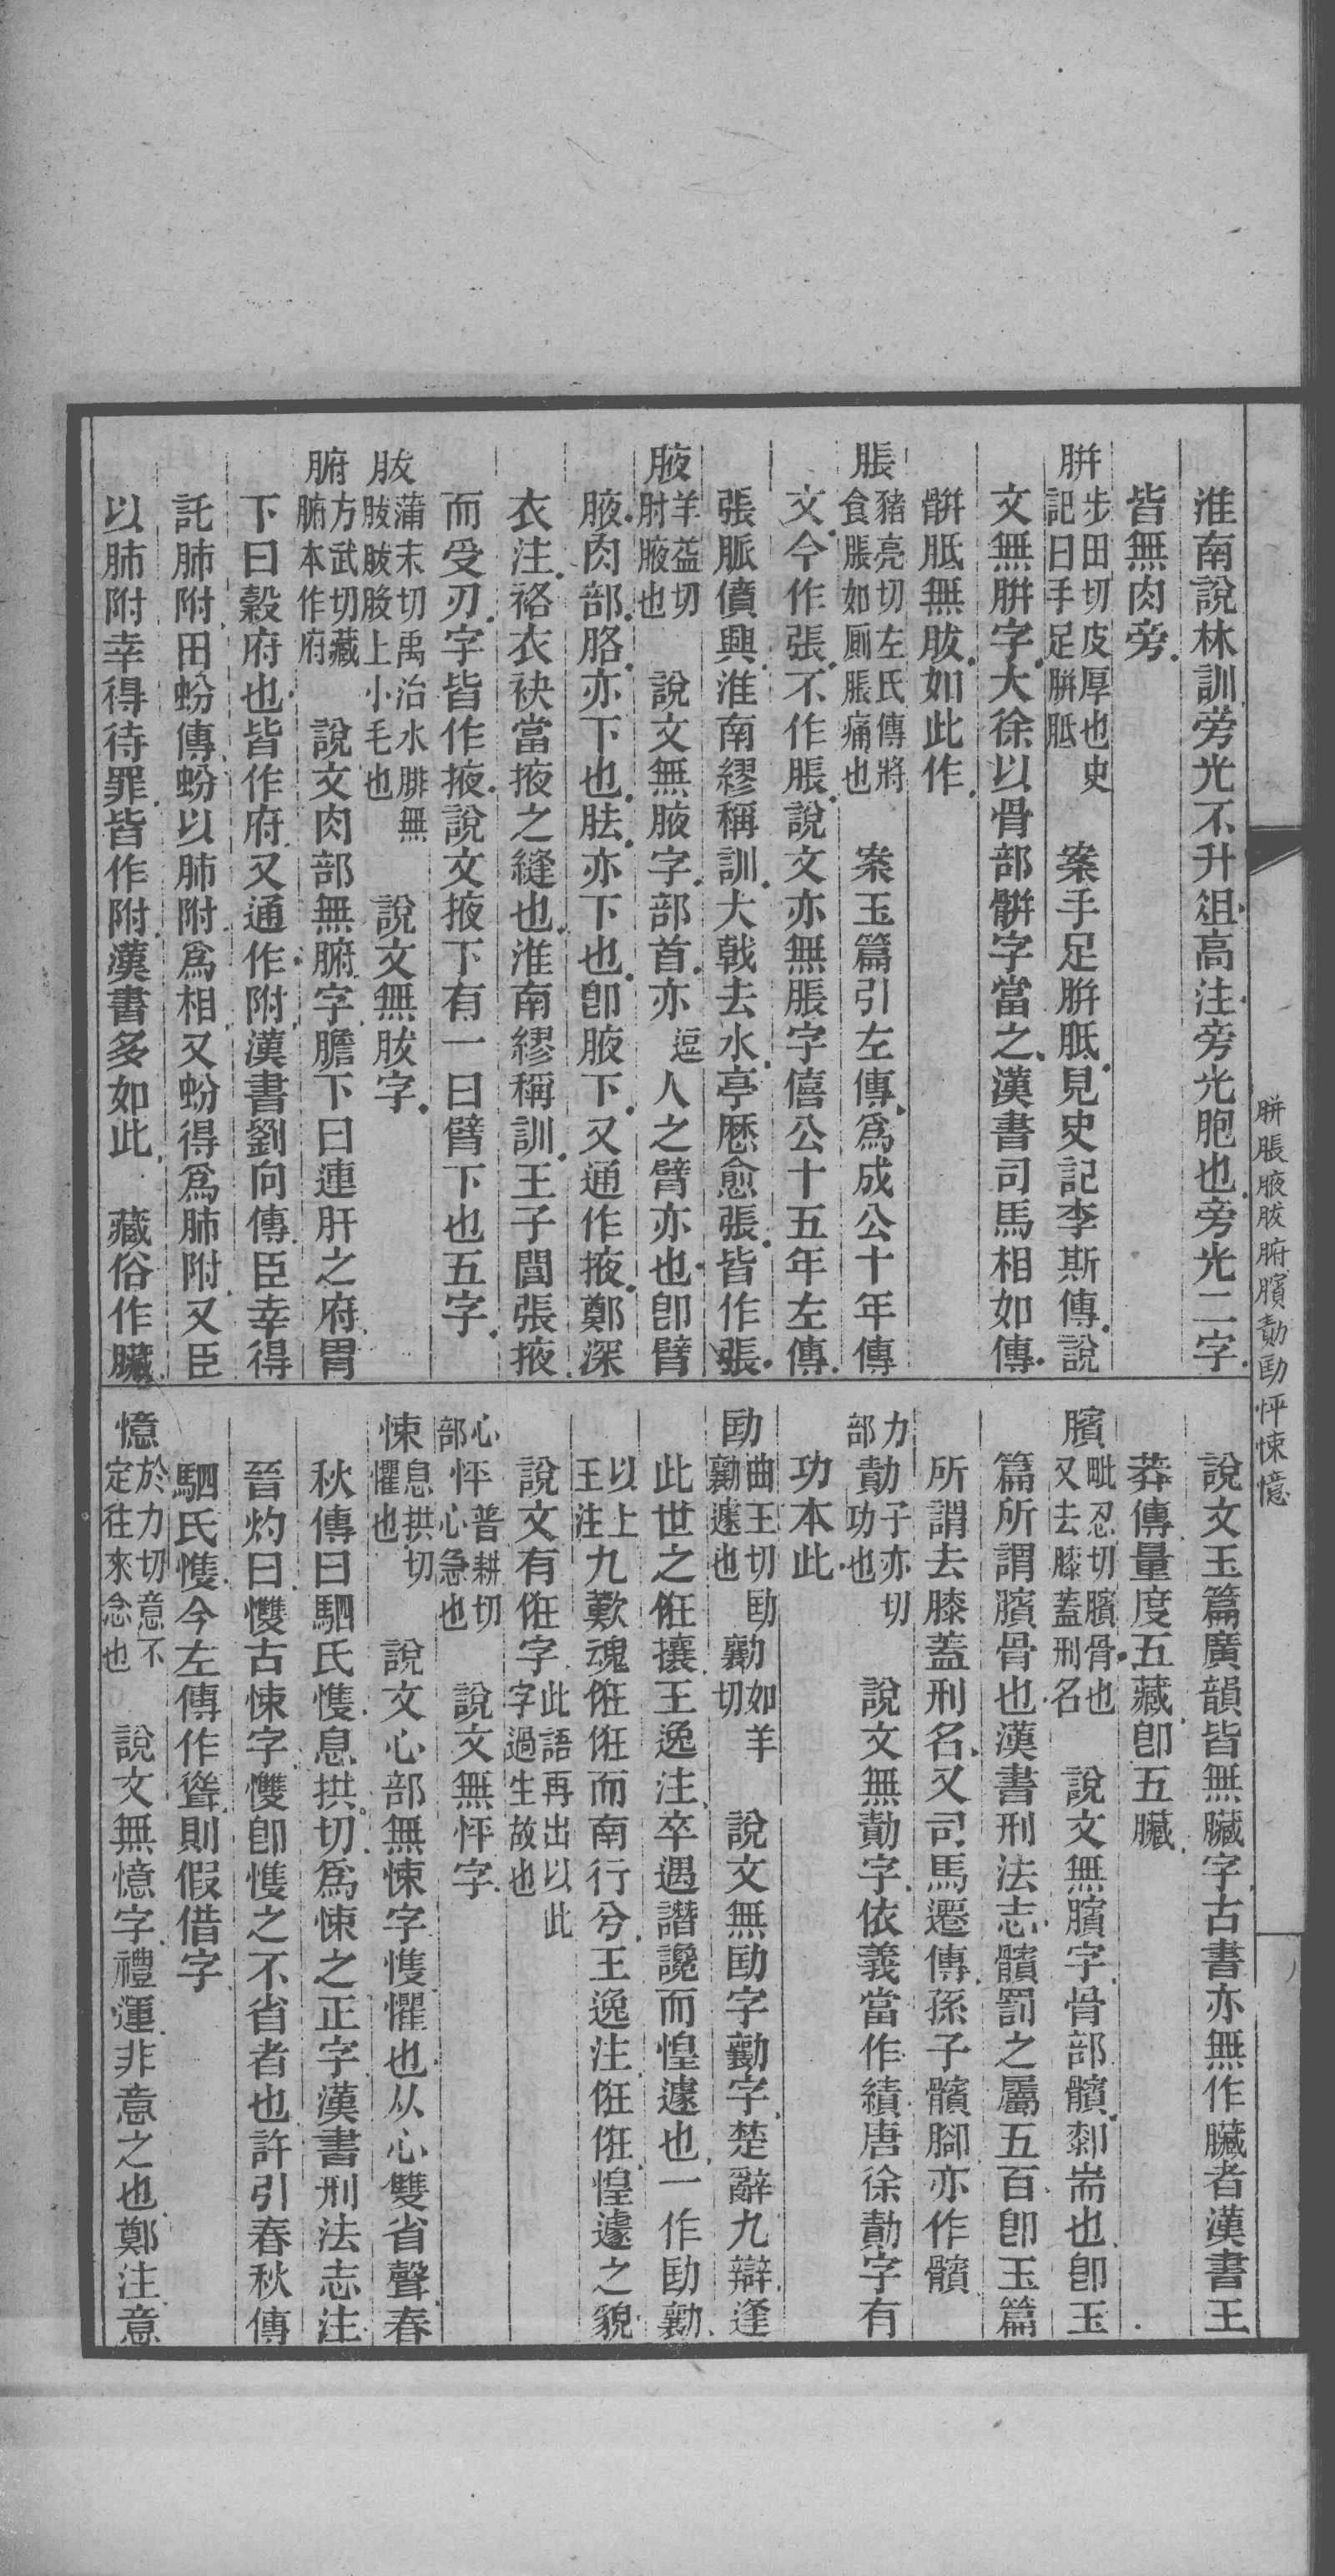 淮南說林訓旁光不升俎高注旁光胞也旁光二字
皆無肉旁
胼步田切皮厚也史記曰手足胼胝 案手足胼胝見史記李斯傳說
文無胼字大徐以骨部骿字當之漢書司馬相如傳
骿胝無胈如此作
脹豬亮切左氏傳將食脹如厠脹痛也 案玉篇引左傳爲成公十年傳
文今作張不作脹說文亦無脹字僖公十五年左傳
張脈僨興淮南繆稱訓大戟去水亭歷愈張皆作張
腋羊益切肘腋也 說文無腋字部首亦逗人之臂亦也卽臂
腋肉部胳亦下也胠亦下也卽腋下又通作掖鄭深
衣注袼衣袂當掖之縫也淮南繆稱訓王子閭張掖
而受刃字皆作掖說文掖下有一曰臂下也五字
胈蒲末切禹治水腓無胈胈股上小毛也 說文無胈字
腑方武切藏腑本作府 說文肉部無腑字膽下曰連肝之府胃
下曰穀府也皆作府又通作附漢書劉向傳臣幸得
託肺附田蚡傳蚡以肺附爲相又蚡得爲肺附又臣
以肺附幸得待罪皆作附漢書多如此 藏俗作臟
說文玉篇廣韻皆無臟字古書亦無作臟者漢書王
莽傳量度五藏卽五臟
臏毗忍切臏骨也又去膝蓋刑名 說文無臏字骨部髕厀耑也卽玉
篇所謂臏骨也漢書刑法志髕罰之屬五百卽玉篇
所謂去膝蓋刑名又司馬遷傳孫子髕腳亦作髕
力部 勣子亦切功也 說文無勣字依義當作績唐徐勣字有
功本此
劻曲王切劻勷遽也 勷如羊切 說文無劻字勷字楚辭九辯逢
此世之俇攘王逸注卒遇譖讒而惶遽也一作劻勷
以上王注九歎魂俇俇而南行兮王逸注俇俇惶遽之貌
說文有俇字此語再出以此字過生故也
心部 怦普耕切心急也 說文無怦字
悚息拱切懼也 說文心部無悚字愯懼也从心雙省聲春
秋傳曰駟氏愯息拱切爲悚之正字漢書刑法志注
晉灼曰㦼古悚字㦼卽愯之不省者也許引春秋傳
駟氏愯今左傳作聳則假借字
憶於力切意不定往來念也 說文無憶字禮運非意之也鄭注意
胼脹腋胈腑臏勣劻怦悚憶